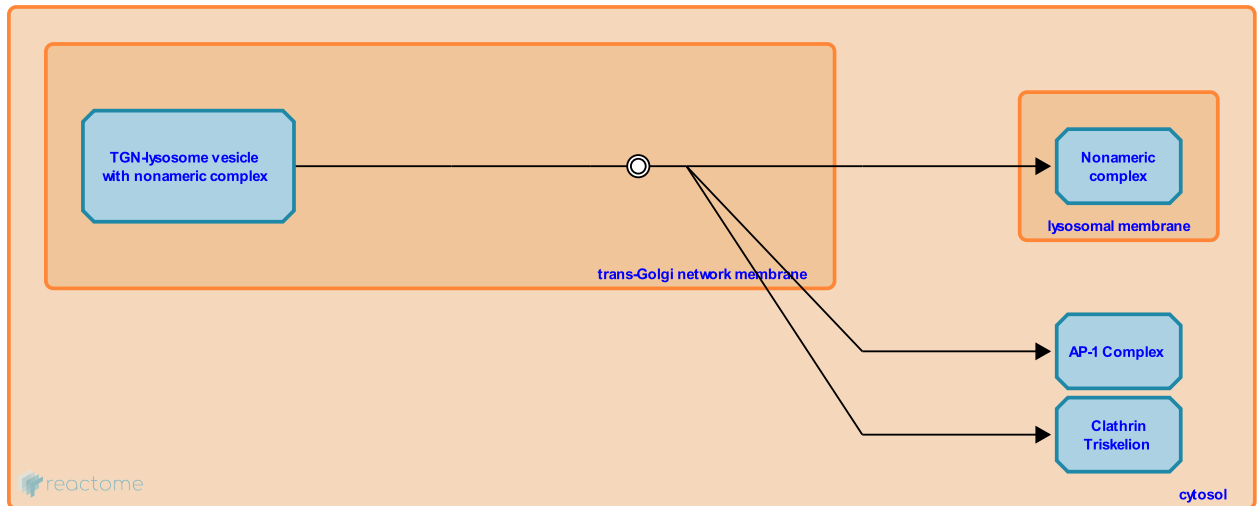 TGN-lysosome vesicle
with nonameric complex
Nonameric
complex
lysosomal membrane
trans-Golgi network membrane
AP-1 Complex
Clathrin
Triskelion
reactome
cytosol